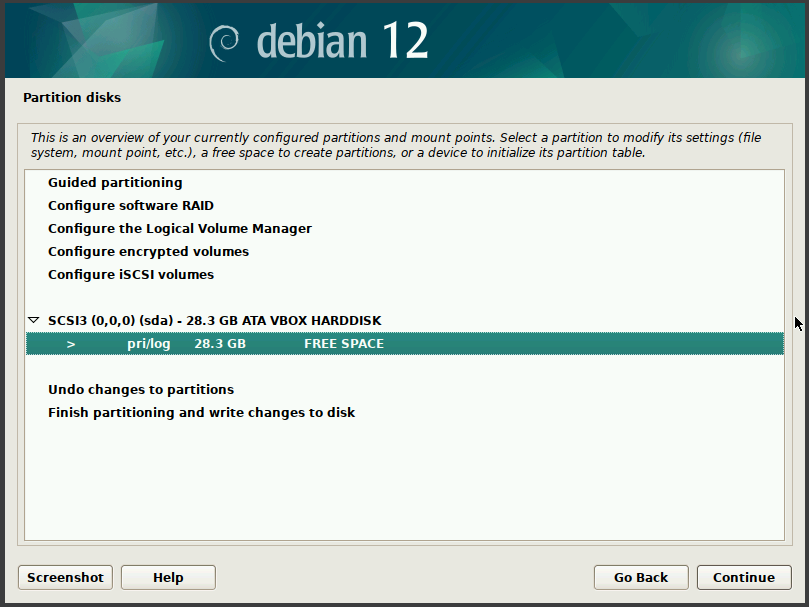 debian 12
Partition disks
This is an overview of your currently configured partitions and mount points. Select a partition to modify its settings (file
system, mount point, etc.), a free space to create partitions, or a device to initialize its partition table.
Guided partitioning
Configure software RAID
Configure the Logical Volume Manager
Configure encrypted volumes
Configure iSCSI volumes
SCSI3 (0,0,0) (sda) - 28.3 GB ATA VBOX HARDDISK
> pri/log 28.3 GB FREE SPACE
Undo changes to partitions
Finish partitioning and write changes to disk
Screenshot Help Go Back Continue